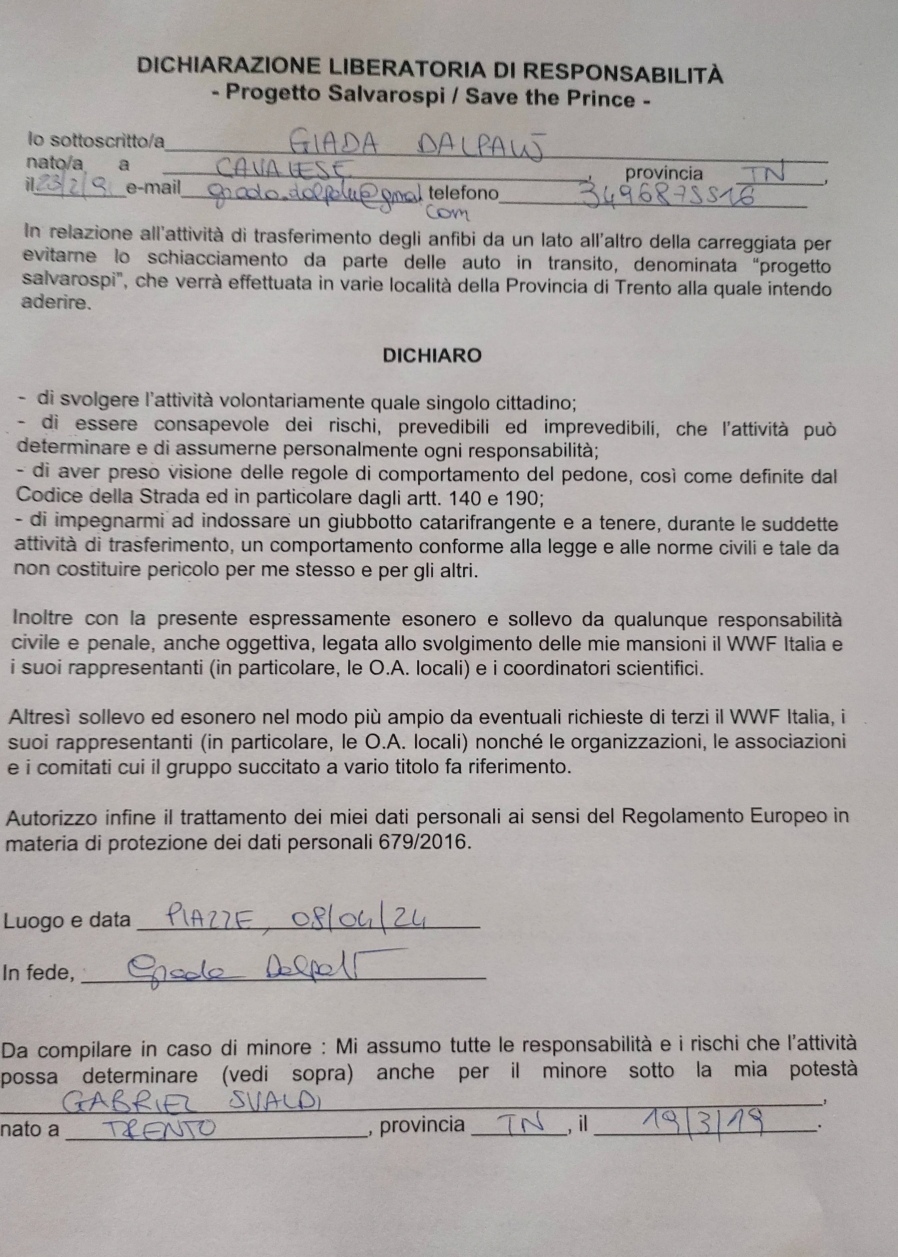 DICHIARAZIONE LIBERATORIA DI RESPONSABILITÀ
- Progetto Salvarospi / Save the Prince -
Io sottoscritto/a GIADA
nato/a a CAVALESE, provincia TN,
il 23/2/9 e-mail telefono 3496875516
com
In relazione all'attività di trasferimento degli anfibi da un lato all'altro della carreggiata per
evitarne lo schiacciamento da parte delle auto in transito, denominata "progetto
salvarospi", che verrà effettuata in varie località della Provincia di Trento alla quale intendo
aderire.
DICHIARO
- di svolgere l'attività volontariamente quale singolo cittadino;
- di essere consapevole dei rischi, prevedibili ed imprevedibili, che l'attività può
determinare e di assumerne personalmente ogni responsabilità;
- di aver preso visione delle regole di comportamento del pedone, così come definite dal
Codice della Strada ed in particolare dagli artt. 140 e 190;
- di impegnarmi ad indossare un giubbotto catarifrangente e a tenere, durante le suddette
attività di trasferimento, un comportamento conforme alla legge e alle norme civili e tale da
non costituire pericolo per me stesso e per gli altri.
Inoltre con la presente espressamente esonero e sollevo da qualunque responsabilità
civile e penale, anche oggettiva, legata allo svolgimento delle mie mansioni il WWF Italia e
i suoi rappresentanti (in particolare, le O.A. locali) e i coordinatori scientifici.
Altresì sollevo ed esonero nel modo più ampio da eventuali richieste di terzi il WWF Italia, i
suoi rappresentanti (in particolare, le O.A. locali) nonché le organizzazioni, le associazioni
e i comitati cui il gruppo succitato a vario titolo fa riferimento.
Autorizzo infine il trattamento dei miei dati personali ai sensi del Regolamento Europeo in
materia di protezione dei dati personali 679/2016.
Luogo e data PIAZZE, 08/04/24
In fede, Giada
Da compilare in caso di minore : Mi assumo tutte le responsabilità e i rischi che l'attività
possa determinare (vedi sopra) anche per il minore sotto la mia potestà
GABRIEL SVALDI,
nato a TRENTO, provincia TN, il 19/3/19.